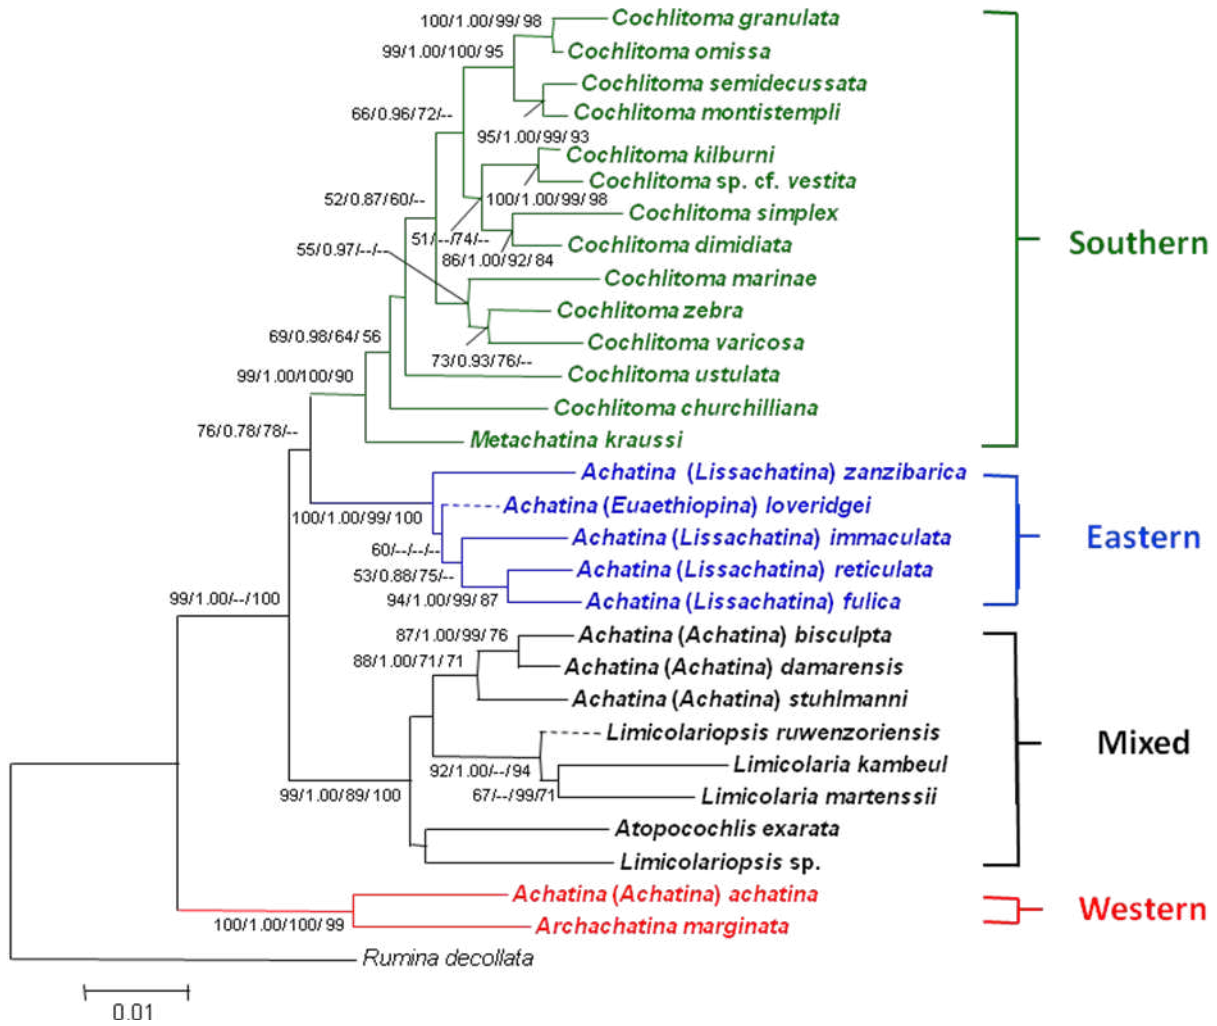 100/1.00/99/98
Cochlitoma granulata
99/1.00/100/95
Cochlitoma omissa
Cochlitoma semidecussata
66/0.96/72/--
Cochlitoma montistempli
95/1.00/99/93
Cochlitoma kilburni
Cochlitoma sp. cf. vestita
52/0.87/60/--
100/1.00/99/98
Cochlitoma simplex
51/--/74/--
Southern
55/0.97/--/--
86/1.00/92/84
Cochlitoma dimidiata
Cochlitoma marinae
Cochlitoma zebra
69/0.98/64/56
Cochlitoma varicosa
73/0.93/76/--
99/1.00/100/90
Cochlitoma ustulata
Cochlitoma churchilliana
76/0.78/78/--
Metachatina kraussi
Achatina (Lissachatina) zanzibarica
Achatina (Euaethiopina) loveridgei
100/1.00/99/100
Achatina (Lissachatina) immaculata
Eastern
60/--/--/--
Achatina (Lissachatina) reticulata
53/0.88/75/--
94/1.00/99/87
Achatina (Lissachatina) fulica
99/1.00/--/100
87/1.00/99/76
Achatina (Achatina) bisculpta
88/1.00/71/71
Achatina (Achatina) damarensis
Achatina (Achatina) stuhlmanni
Limicolariopsis ruwenzoriensis
Mixed
92/1.00/--/94
Limicolaria kambeul
99/1.00/89/100
67/--/99/71
Limicolaria martenssii
Atopocochlis exarata
Limicolariopsis sp.
Achatina (Achatina) achatina
Western
100/1.00/100/99
Archachatina marginata
Rumina decollata
0.01